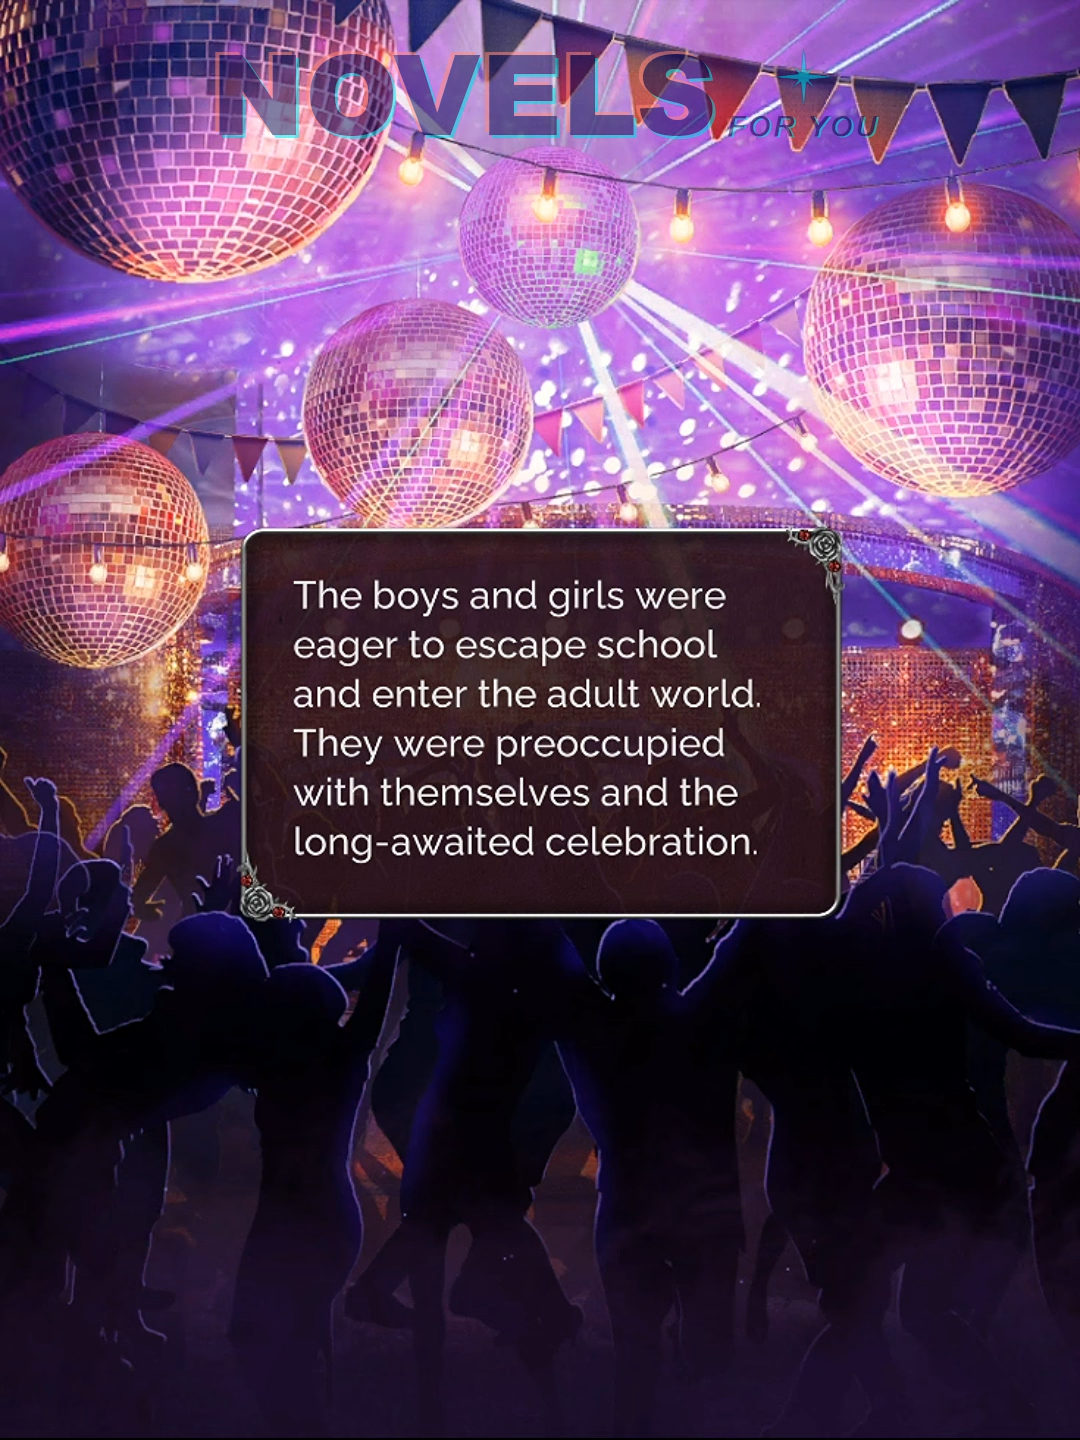 NOVELS
FOR YOU
The boys and girls were
eager to escape school
and enter the adult world.
They were preoccupied
with themselves and the
long-awaited celebration.